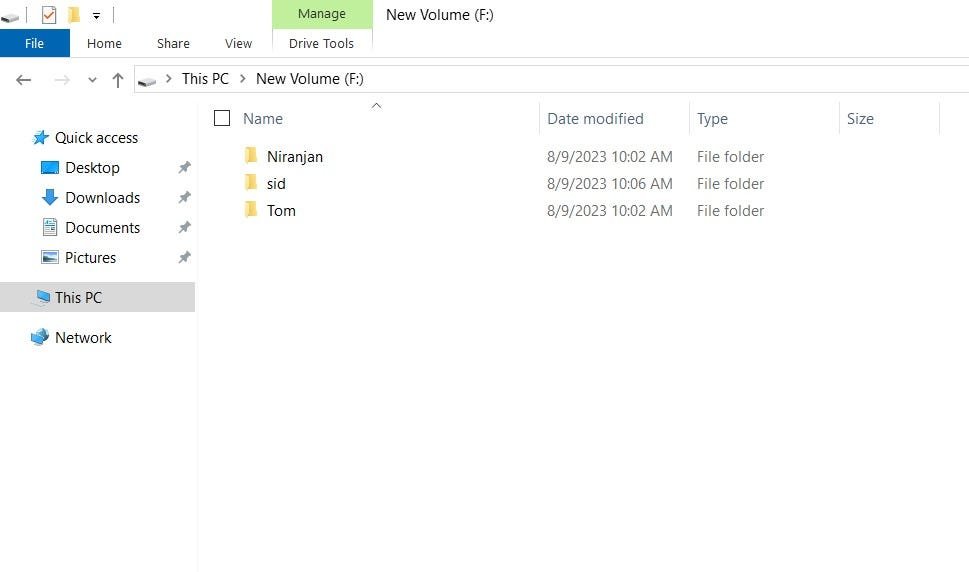 Manage New Volume (F:)
File Home Share View Drive Tools
This PC New Volume (F:)
Quick access
Desktop
Downloads
Documents
Pictures
This PC
Network
Name Date modified Type Size
Niranjan 8/9/2023 10:02 AM File folder
sid 8/9/2023 10:06 AM File folder
Tom 8/9/2023 10:02 AM File folder